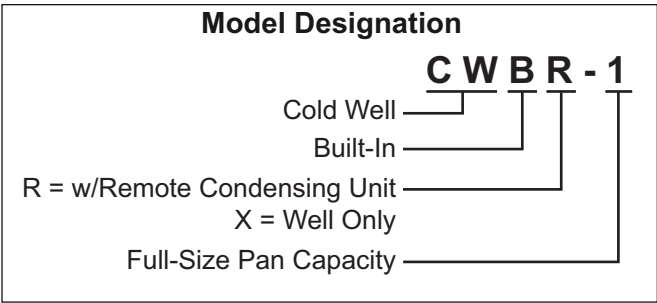 Model Designation
C W B R - 1
Cold Well
Built-In
R = w/Remote Condensing Unit
X = Well Only
Full-Size Pan Capacity